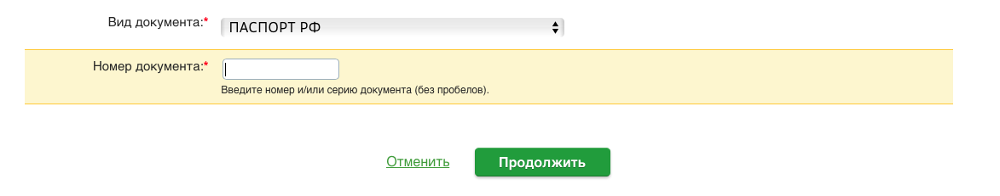 Вид документа:* ПАСПОРТ РФ
Номер документа:*
Введите номер и/или серию документа (без пробелов).
Отменить Продолжить